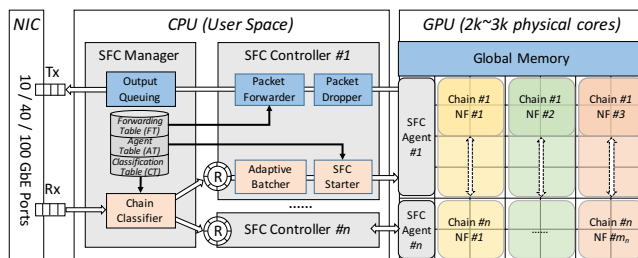 NIC
CPU (User Space)
GPU (2k~3k physical cores)
10 / 40 / 100 GbE Ports
Tx
Rx
SFC Manager
Output
Queuing
Forwarding
Table (FT)
Agent
Table (AT)
Classification
Table (CT)
Chain
Classifier
SFC Controller #1
Packet
Forwarder
Packet
Dropper
R
Adaptive
Batcher
SFC
Starter
......
R
SFC Controller #n
Global Memory
SFC
Agent
#1
Chain #1
NF #1
Chain #1
NF #2
Chain #1
NF #3
SFC
Agent
#n
Chain #n
NF #1
......
Chain #n
NF #mn